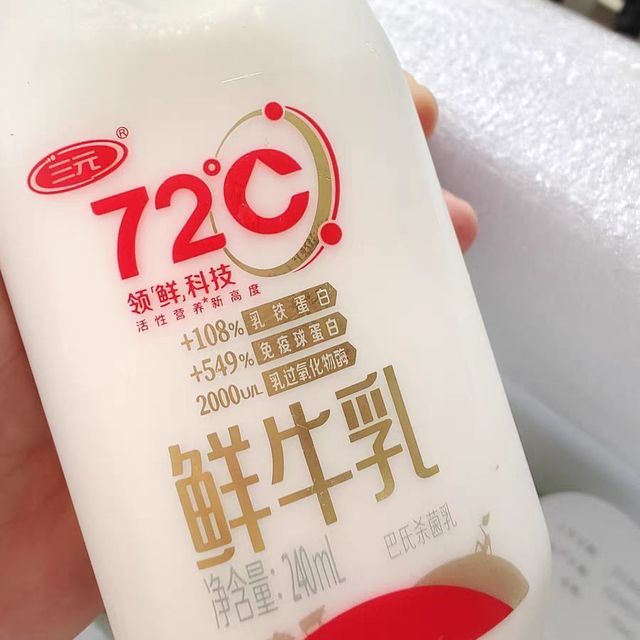 三元®
72°C
领「鲜」科技
活性营养*新高度
+108% 乳铁蛋白
+549% 免疫球蛋白
2000U/L 乳过氧化物酶
鲜牛乳
净含量:240mL
巴氏杀菌乳